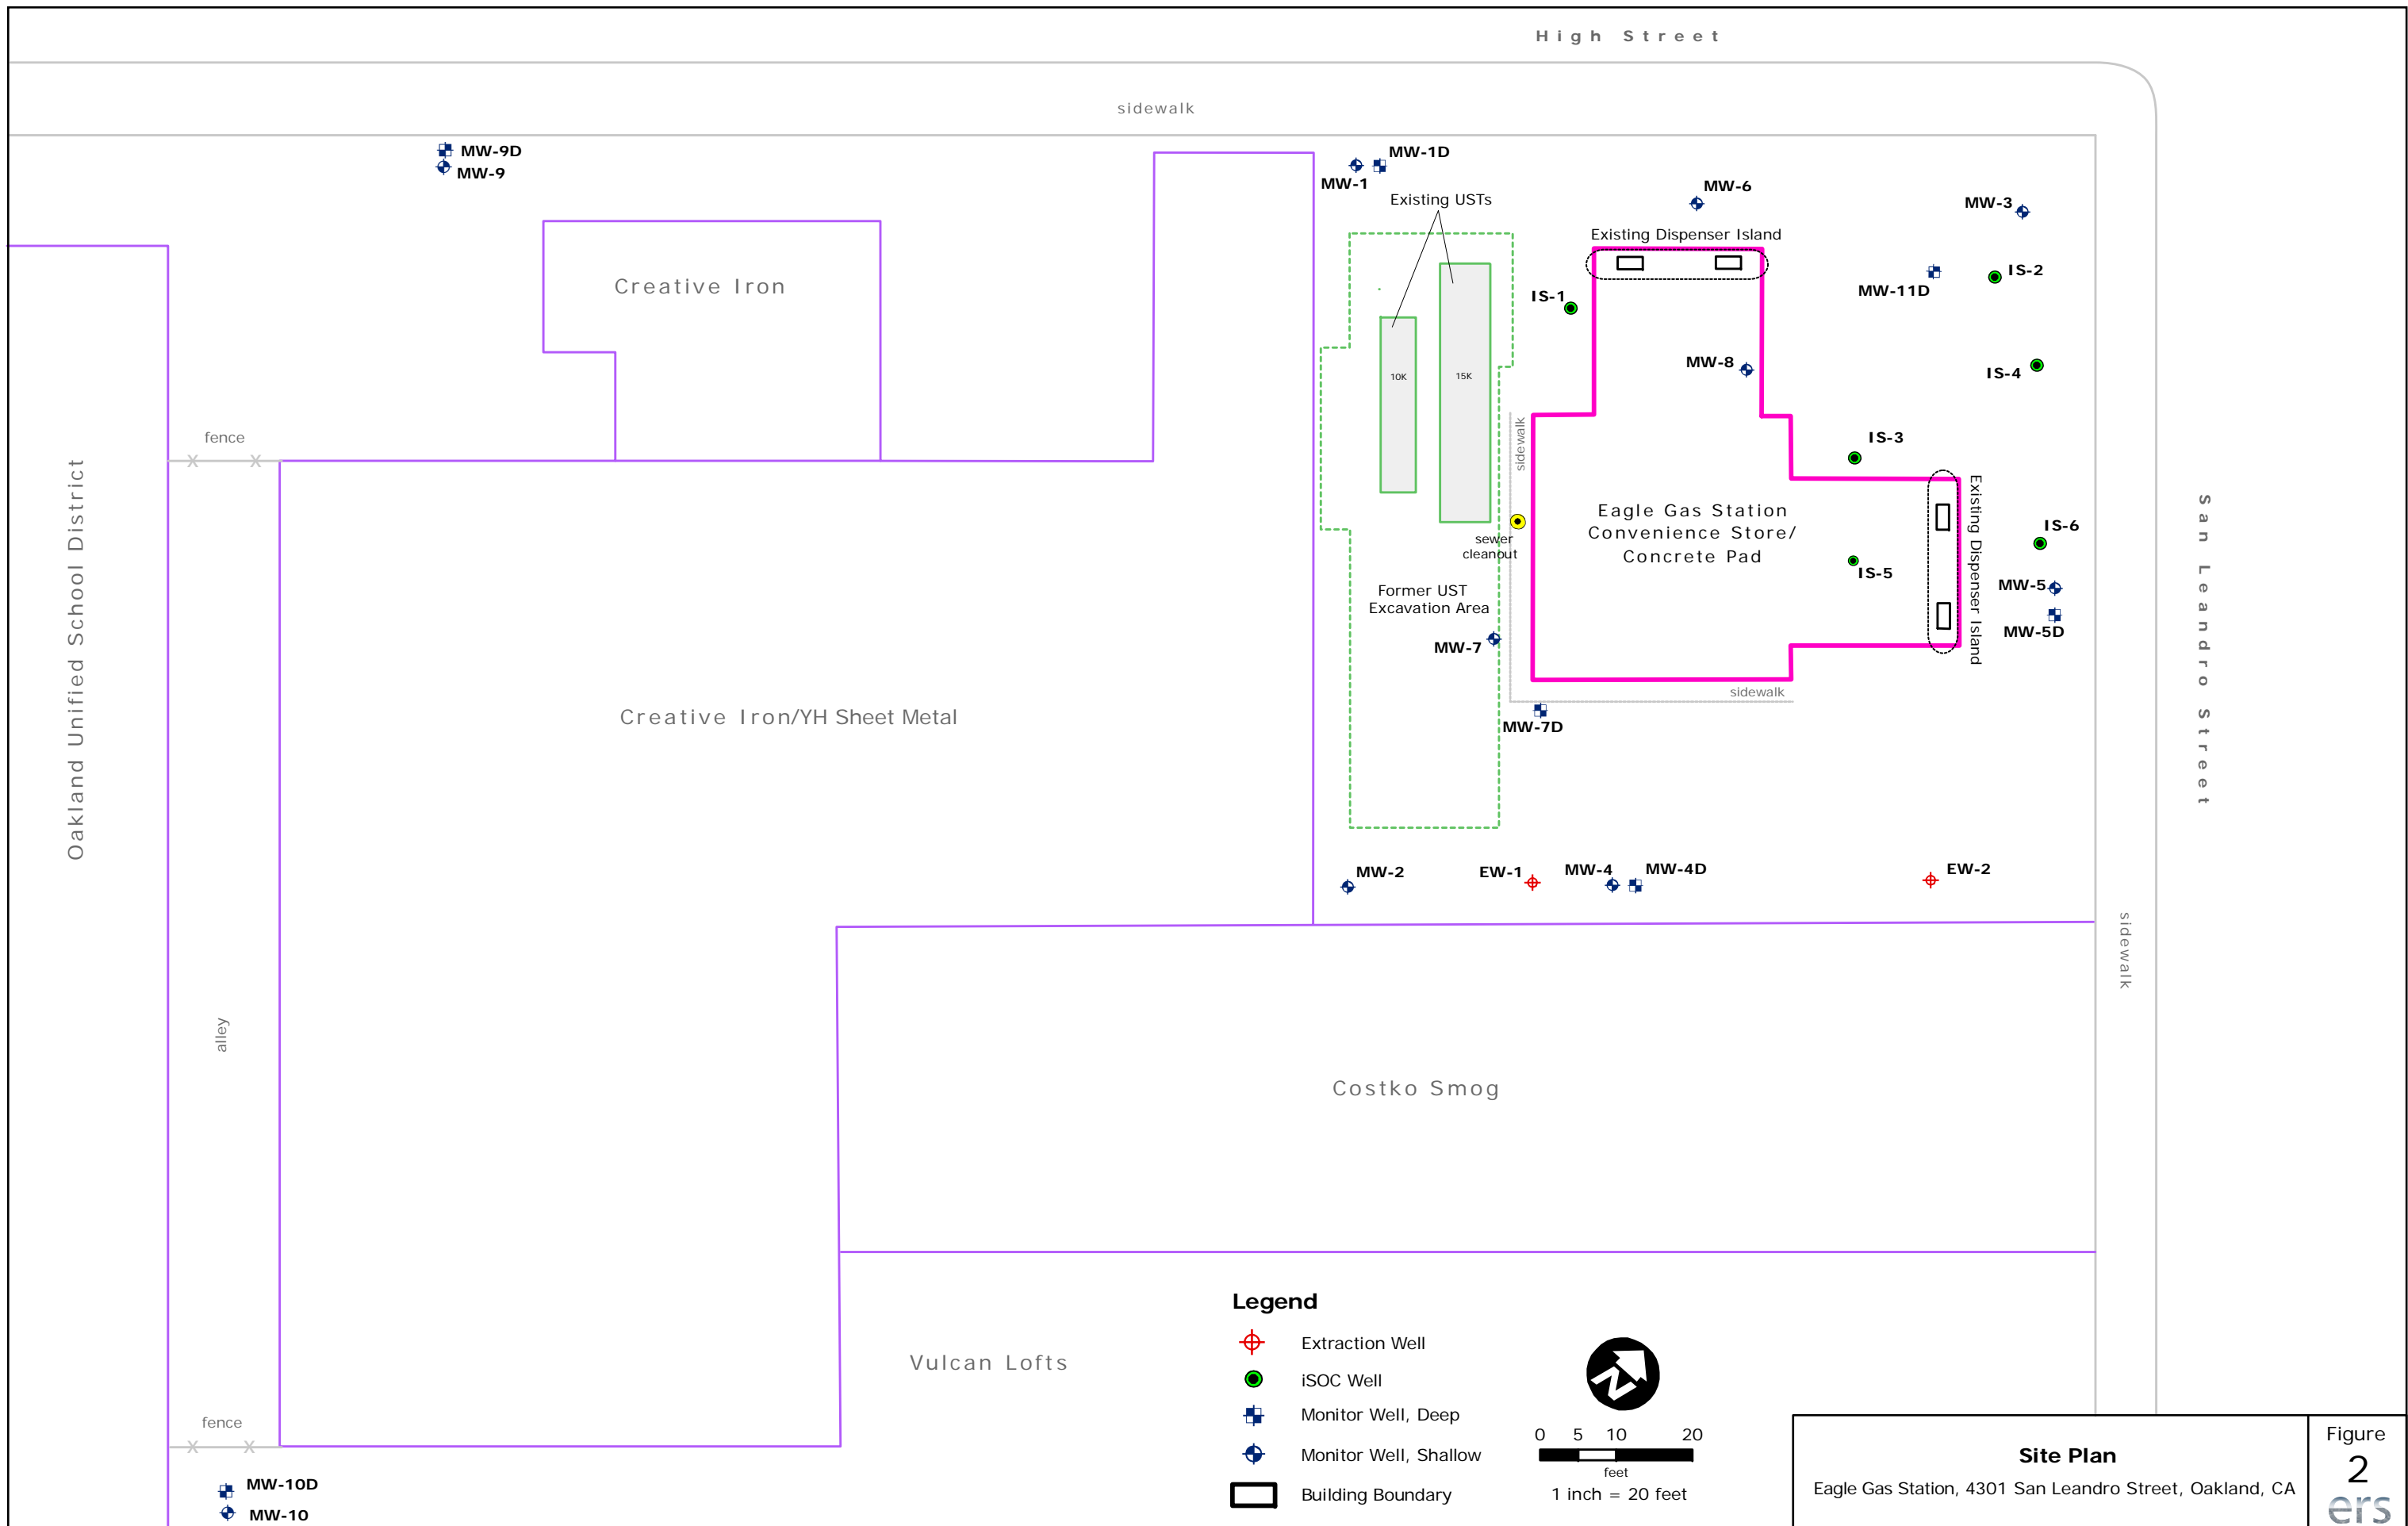 High Street
sidewalk
MW-9D
MW-9
MW-1D
MW-1
Existing USTs
MW-6
MW-3
Existing Dispenser Island
Creative Iron
IS-1
MW-11D
IS-2
MW-8
IS-4
10K
15K
fence
X X
sidewalk
IS-3
Oakland Unified School District
Eagle Gas Station
Convenience Store/
Concrete Pad
Existing Dispenser Island
San Leandro Street
sewer
cleanout
IS-6
IS-5
Former UST
Excavation Area
MW-5
MW-5D
MW-7
sidewalk
Creative Iron/YH Sheet Metal
MW-7D
MW-2
EW-1
MW-4
MW-4D
EW-2
sidewalk
alley
Costko Smog
Vulcan Lofts
fence
X X
MW-10D
MW-10
Legend
Extraction Well
iSOC Well
Monitor Well, Deep
Monitor Well, Shallow
Building Boundary
N
0 5 10 20
feet
1 inch = 20 feet
Site Plan
Eagle Gas Station, 4301 San Leandro Street, Oakland, CA
Figure
2
ers